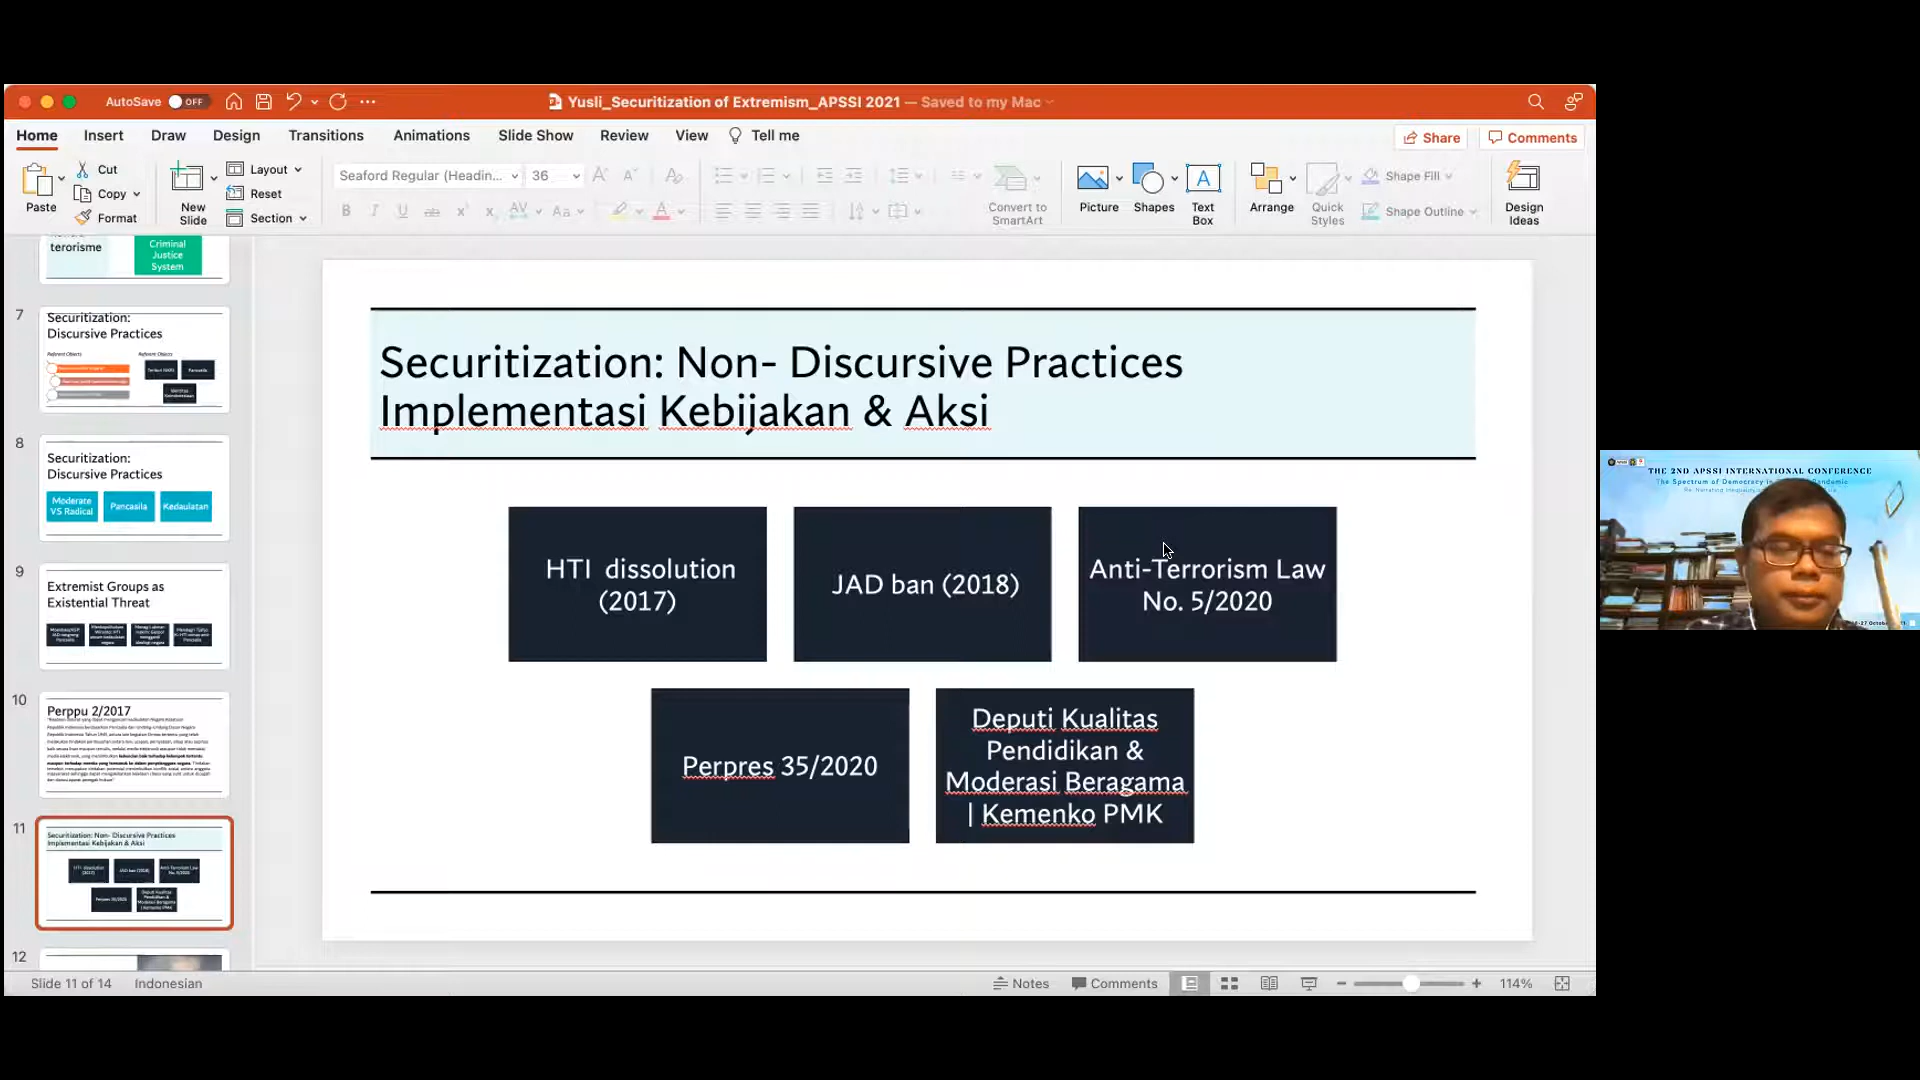 AutoSave OFF
Yusli_Securitization of Extremism_APSSI 2021 — Saved to my Mac
Home Insert Draw Design Transitions Animations Slide Show Review View Tell me
Share Comments
Paste
Cut
Copy
Format
New Slide
Layout
Reset
Section
Seaford Regular (Headin... 36
Convert to SmartArt
Picture
Shapes
Text Box
Arrange
Quick Styles
Shape Fill
Shape Outline
Design Ideas
terorisme
Criminal
Justice
System
7
Securitization:
Discursive Practices
8
Securitization:
Discursive Practices
Moderate
VS Radical
Pancasila
Kedaulatan
9
Extremist Groups as
Existential Threat
10
Perppu 2/2017
11
Securitization: Non- Discursive Practices
Implementasi Kebijakan & Aksi
12
Securitization: Non- Discursive Practices
Implementasi Kebijakan & Aksi
HTI dissolution
(2017)
JAD ban (2018)
Anti-Terrorism Law
No. 5/2020
Perpres 35/2020
Deputi Kualitas
Pendidikan &
Moderasi Beragama
| Kemenko PMK
Slide 11 of 14 Indonesian
Notes Comments 114%
THE 2ND APSSI INTERNATIONAL CONFERENCE
The Spectrum of Democracy in